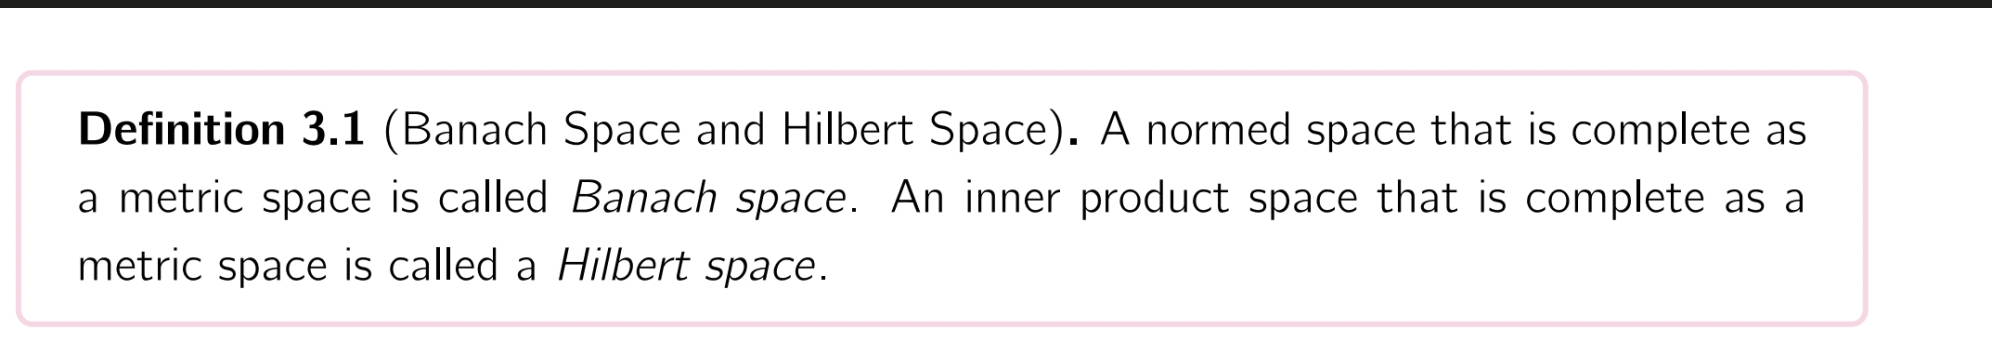 Definition 3.1 (Banach Space and Hilbert Space). A normed space that is complete as
a metric space is called Banach space. An inner product space that is complete as a
metric space is called a Hilbert space.